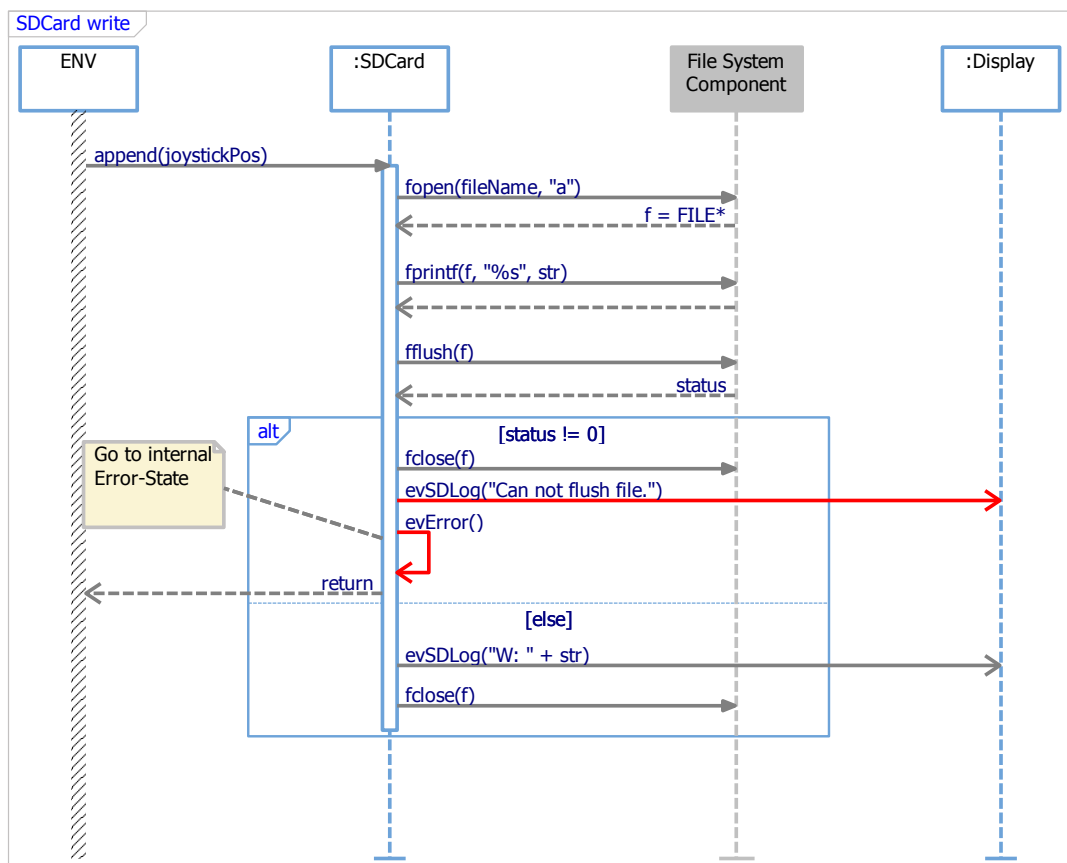 SDCard write
ENV
:SDCard
File System
Component
:Display
append(joystickPos)
fopen(fileName, "a")
f = FILE*
fprintf(f, "%s", str)
fflush(f)
status
alt
[status != 0]
Go to internal
Error-State
fclose(f)
evSDLog("Can not flush file.")
evError()
return
[else]
evSDLog("W: " + str)
fclose(f)